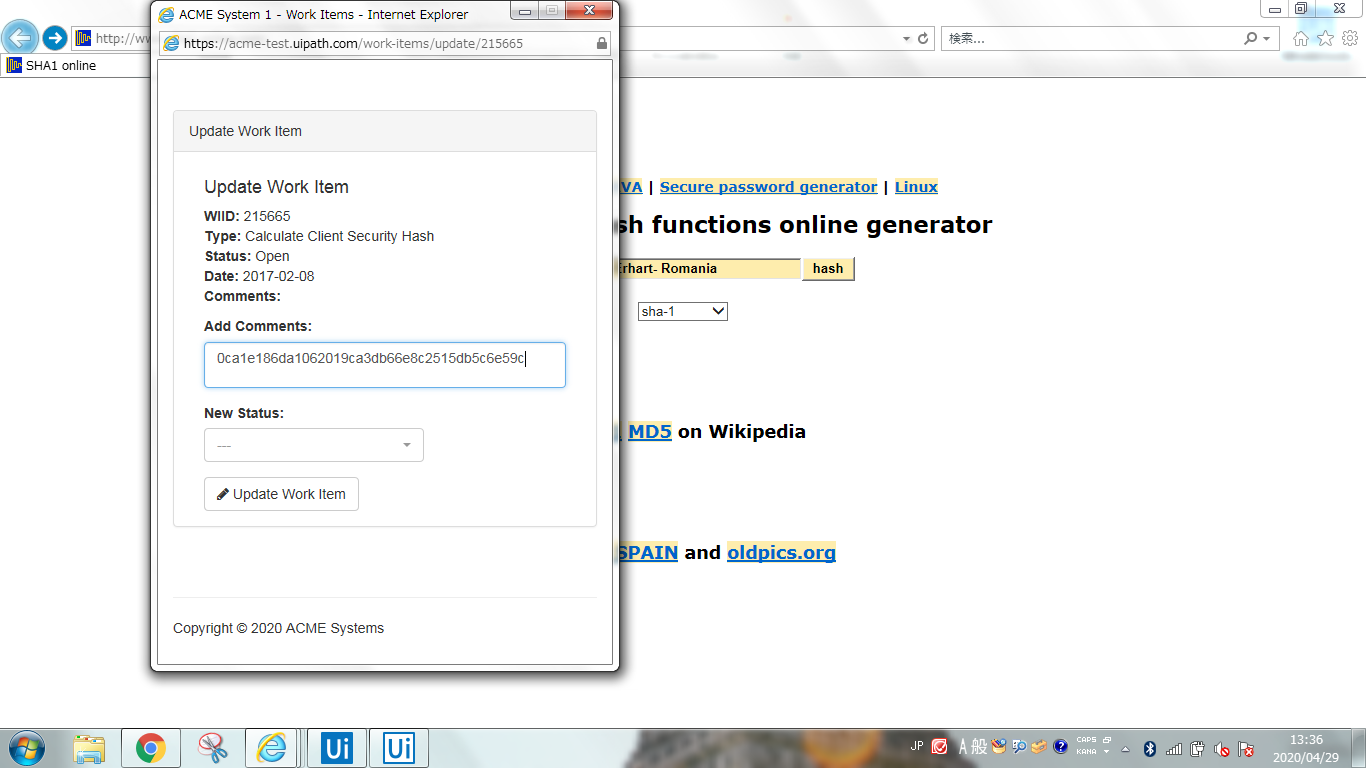 ACME System 1 - Work Items - Internet Explorer
https://acme-test.uipath.com/work-items/update/215665
http://w
検索...
SHA1 online
Update Work Item
Update Work Item
WIID: 215665
Type: Calculate Client Security Hash
Status: Open
Date: 2017-02-08
Comments:
Add Comments:
0ca1e186da1062019ca3db66e8c2515db5c6e59c
New Status:
---
Update Work Item
Copyright © 2020 ACME Systems
VA | Secure password generator | Linux
sh functions online generator
Erhart- Romania
hash
sha-1
MD5 on Wikipedia
SPAIN and oldpics.org
Ui
Ui
JP
A 般
CAPS
KANA
13:36
2020/04/29